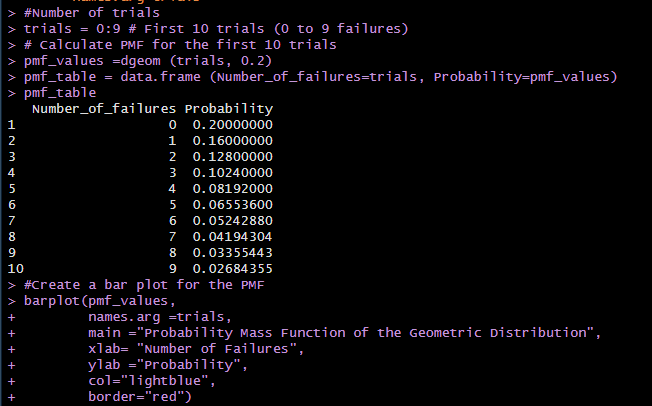 > #Number of trials
> trials = 0:9 # First 10 trials (0 to 9 failures)
> # Calculate PMF for the first 10 trials
> pmf_values =dgeom (trials, 0.2)
> pmf_table = data.frame (Number_of_failures=trials, Probability=pmf_values)
> pmf_table
   Number_of_failures Probability
1                   0  0.20000000
2                   1  0.16000000
3                   2  0.12800000
4                   3  0.10240000
5                   4  0.08192000
6                   5  0.06553600
7                   6  0.05242880
8                   7  0.04194304
9                   8  0.03355443
10                  9  0.02684355
> #Create a bar plot for the PMF
> barplot(pmf_values,
+         names.arg =trials,
+         main ="Probability Mass Function of the Geometric Distribution",
+         xlab= "Number of Failures",
+         ylab ="Probability",
+         col="lightblue",
+         border="red")